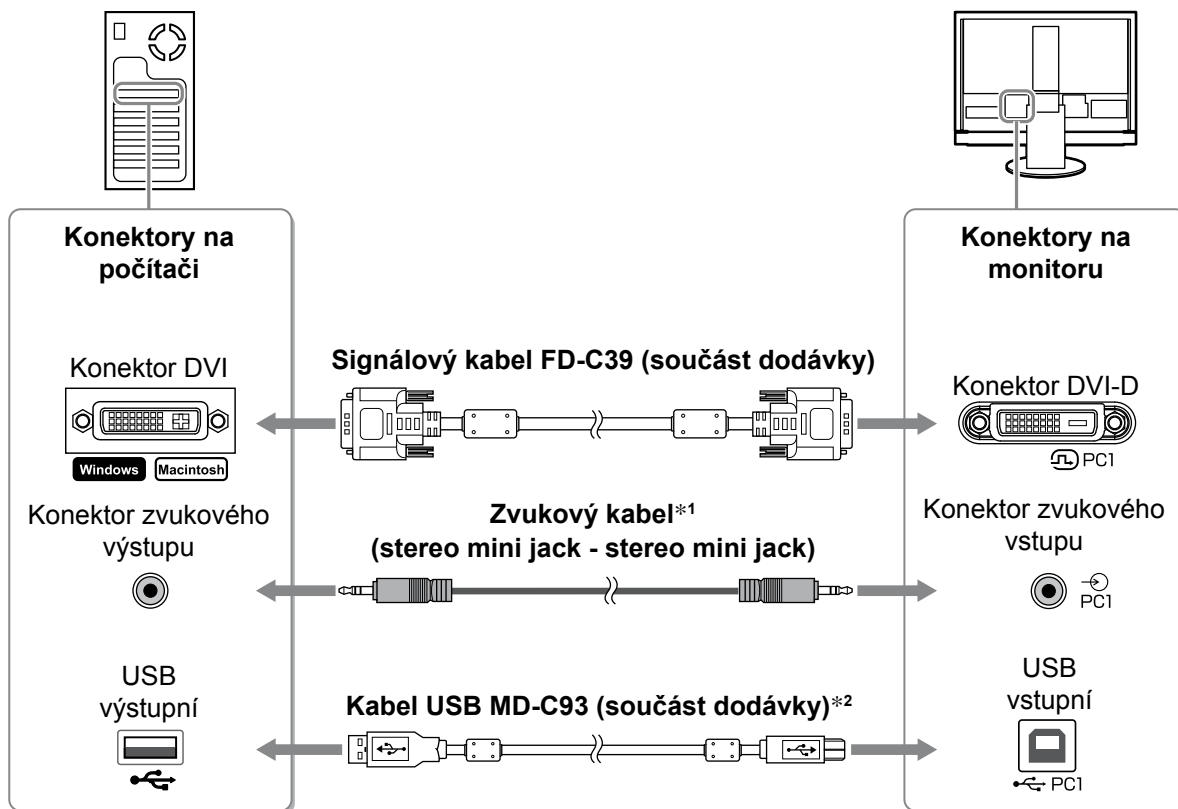 Konektory na
počítači
Konektory na
monitoru
Signálový kabel FD-C39 (součást dodávky)
Konektor DVI
Konektor DVI-D
Windows
Macintosh
PC1
Zvukový kabel*1
(stereo mini jack - stereo mini jack)
Konektor zvukového
výstupu
Konektor zvukového
vstupu
PC1
USB
výstupní
Kabel USB MD-C93 (součást dodávky)*2
USB
vstupní
PC1